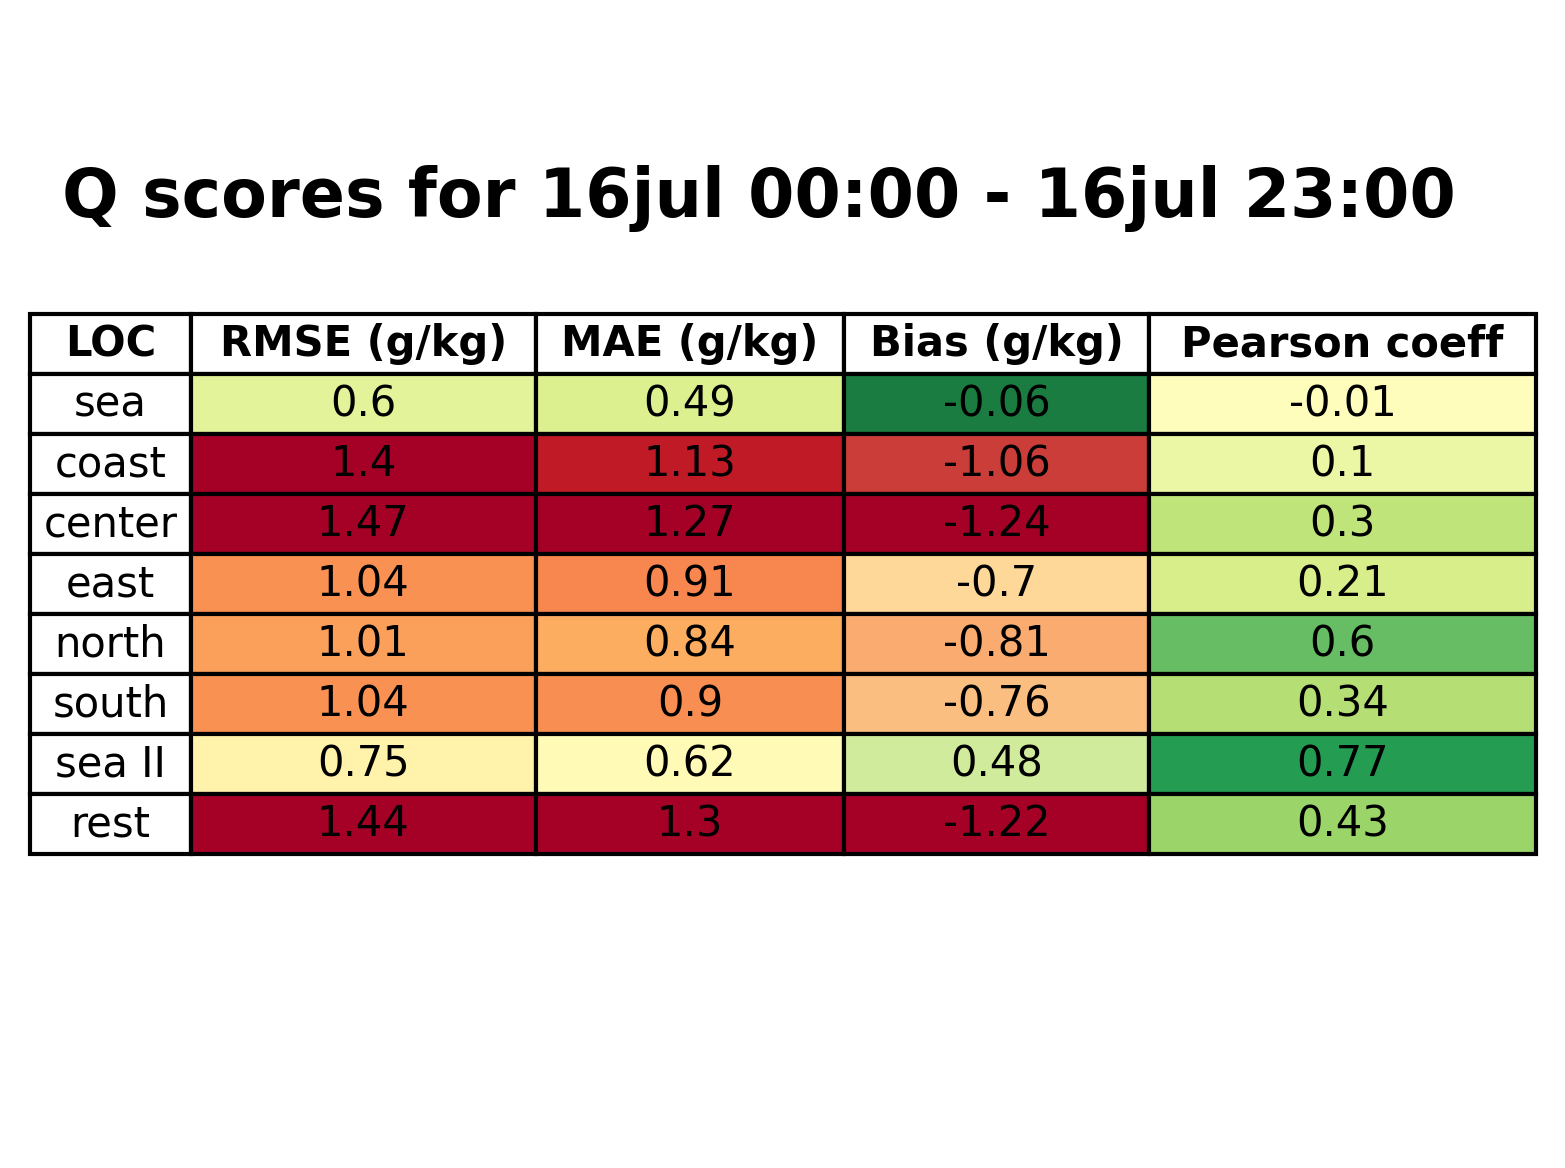 Q scores for 16jul 00:00 - 16jul 23:00
LOC RMSE (g/kg) MAE (g/kg) Bias (g/kg) Pearson coeff
sea 0.6 0.49 -0.06 -0.01
coast 1.4 1.13 -1.06 0.1
center 1.47 1.27 -1.24 0.3
east 1.04 0.91 -0.7 0.21
north 1.01 0.84 -0.81 0.6
south 1.04 0.9 -0.76 0.34
sea II 0.75 0.62 0.48 0.77
rest 1.44 1.3 -1.22 0.43